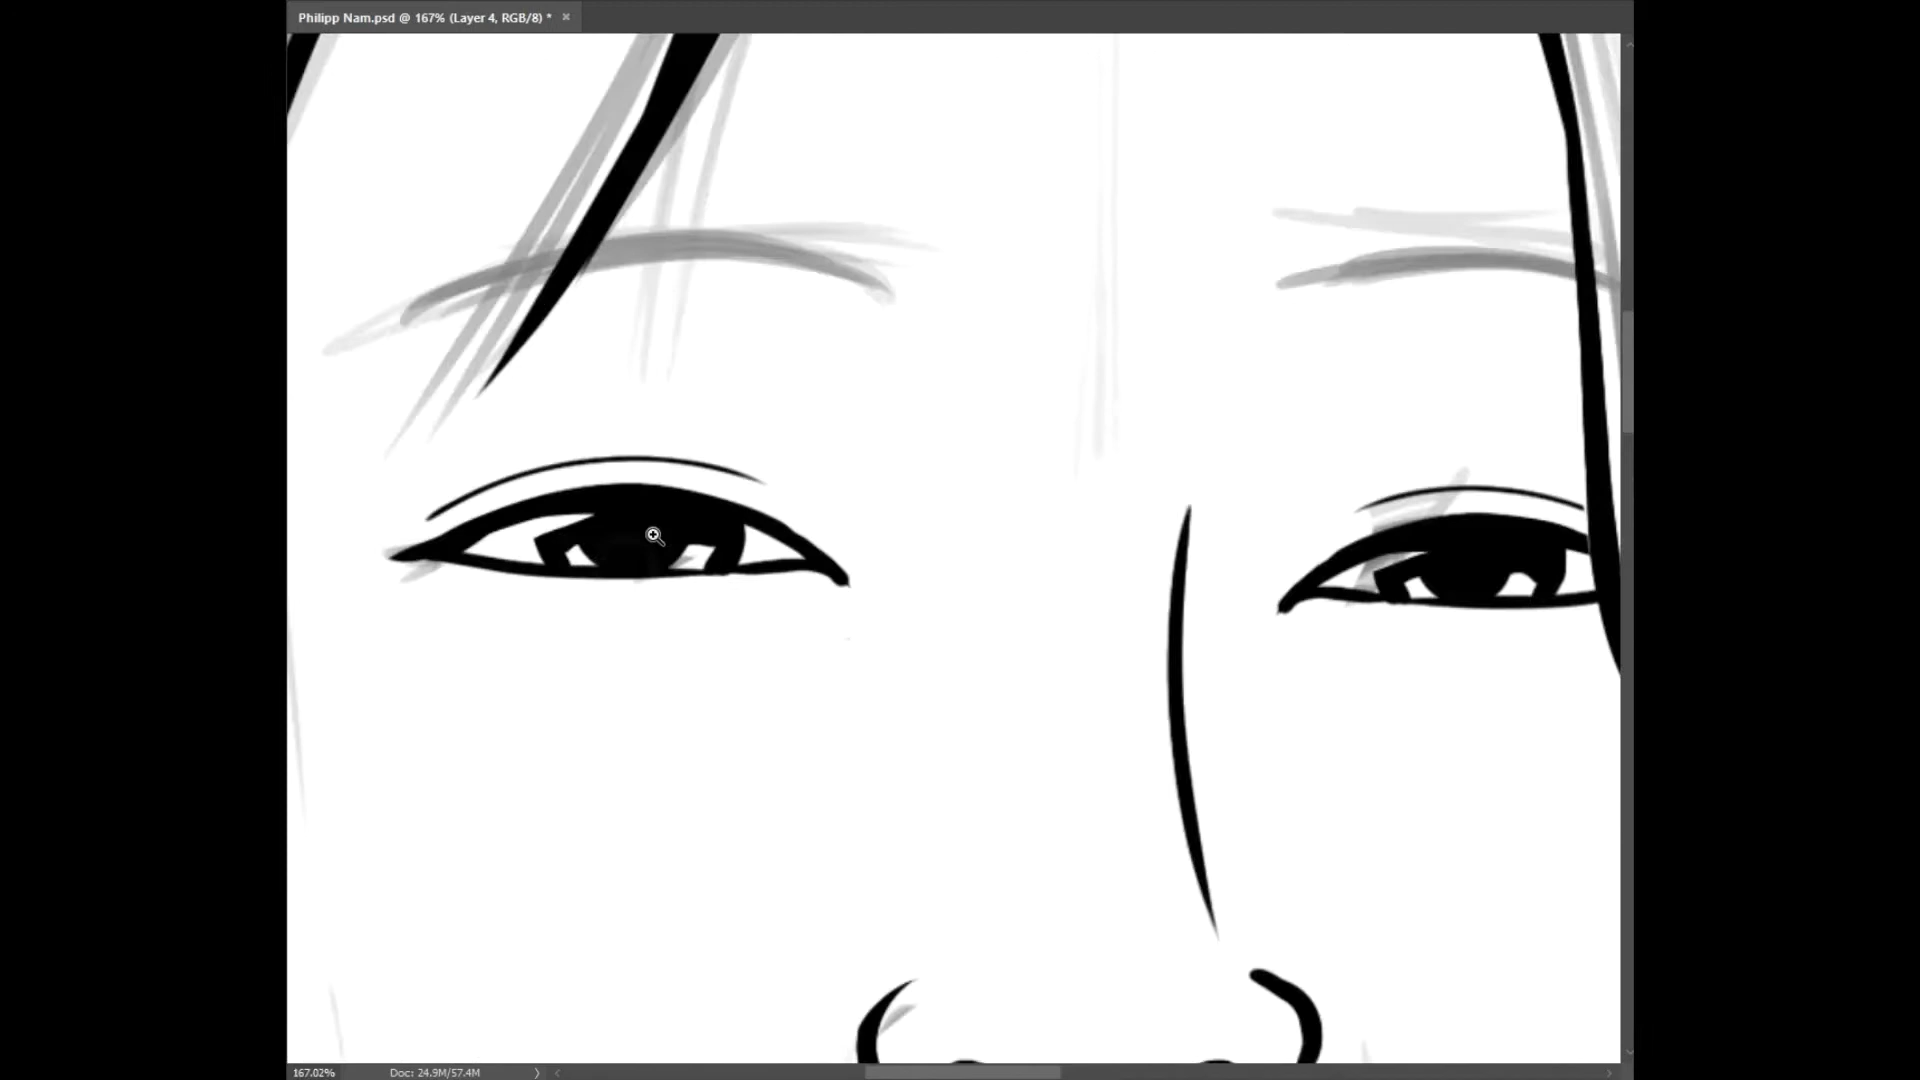 Philipp Nam.psd @ 167% (Layer 4, RGB/8) *
167.02%
Doc: 24.9M/57.4M